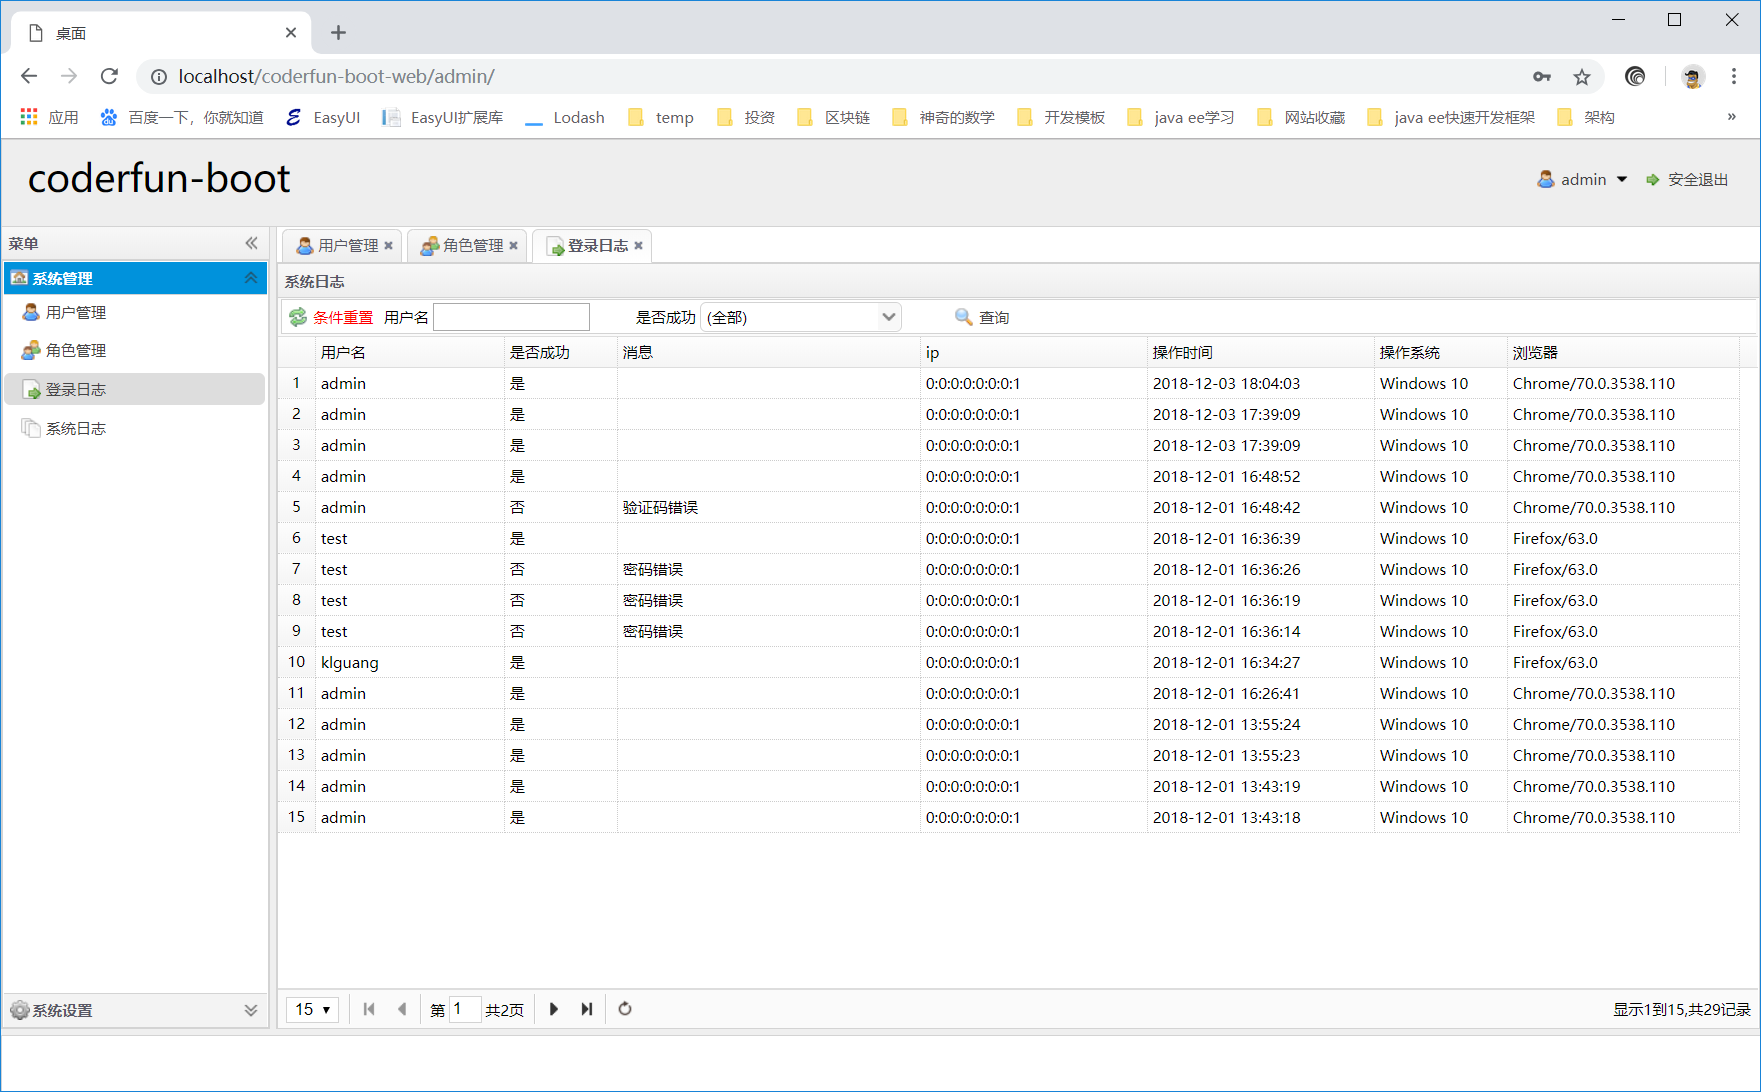 桌面
localhost/coderfun-boot-web/admin/
应用 百度一下，你就知道 EasyUI EasyUI扩展库 Lodash temp 投资 区块链 神奇的数学 开发模板 java ee学习 网站收藏 java ee快速开发框架 架构 »
coderfun-boot
admin 安全退出
菜单
系统管理
用户管理
角色管理
登录日志
系统日志
系统设置
用户管理 角色管理 登录日志
系统日志
条件重置 用户名 是否成功 (全部) 查询
用户名 是否成功 消息 ip 操作时间 操作系统 浏览器
1 admin 是 0:0:0:0:0:0:0:1 2018-12-03 18:04:03 Windows 10 Chrome/70.0.3538.110
2 admin 是 0:0:0:0:0:0:0:1 2018-12-03 17:39:09 Windows 10 Chrome/70.0.3538.110
3 admin 是 0:0:0:0:0:0:0:1 2018-12-03 17:39:09 Windows 10 Chrome/70.0.3538.110
4 admin 是 0:0:0:0:0:0:0:1 2018-12-01 16:48:52 Windows 10 Chrome/70.0.3538.110
5 admin 否 验证码错误 0:0:0:0:0:0:0:1 2018-12-01 16:48:42 Windows 10 Chrome/70.0.3538.110
6 test 是 0:0:0:0:0:0:0:1 2018-12-01 16:36:39 Windows 10 Firefox/63.0
7 test 否 密码错误 0:0:0:0:0:0:0:1 2018-12-01 16:36:26 Windows 10 Firefox/63.0
8 test 否 密码错误 0:0:0:0:0:0:0:1 2018-12-01 16:36:19 Windows 10 Firefox/63.0
9 test 否 密码错误 0:0:0:0:0:0:0:1 2018-12-01 16:36:14 Windows 10 Firefox/63.0
10 klguang 是 0:0:0:0:0:0:0:1 2018-12-01 16:34:27 Windows 10 Firefox/63.0
11 admin 是 0:0:0:0:0:0:0:1 2018-12-01 16:26:41 Windows 10 Chrome/70.0.3538.110
12 admin 是 0:0:0:0:0:0:0:1 2018-12-01 13:55:24 Windows 10 Chrome/70.0.3538.110
13 admin 是 0:0:0:0:0:0:0:1 2018-12-01 13:55:23 Windows 10 Chrome/70.0.3538.110
14 admin 是 0:0:0:0:0:0:0:1 2018-12-01 13:43:19 Windows 10 Chrome/70.0.3538.110
15 admin 是 0:0:0:0:0:0:0:1 2018-12-01 13:43:18 Windows 10 Chrome/70.0.3538.110
15 第 1 共2页 显示1到15,共29记录